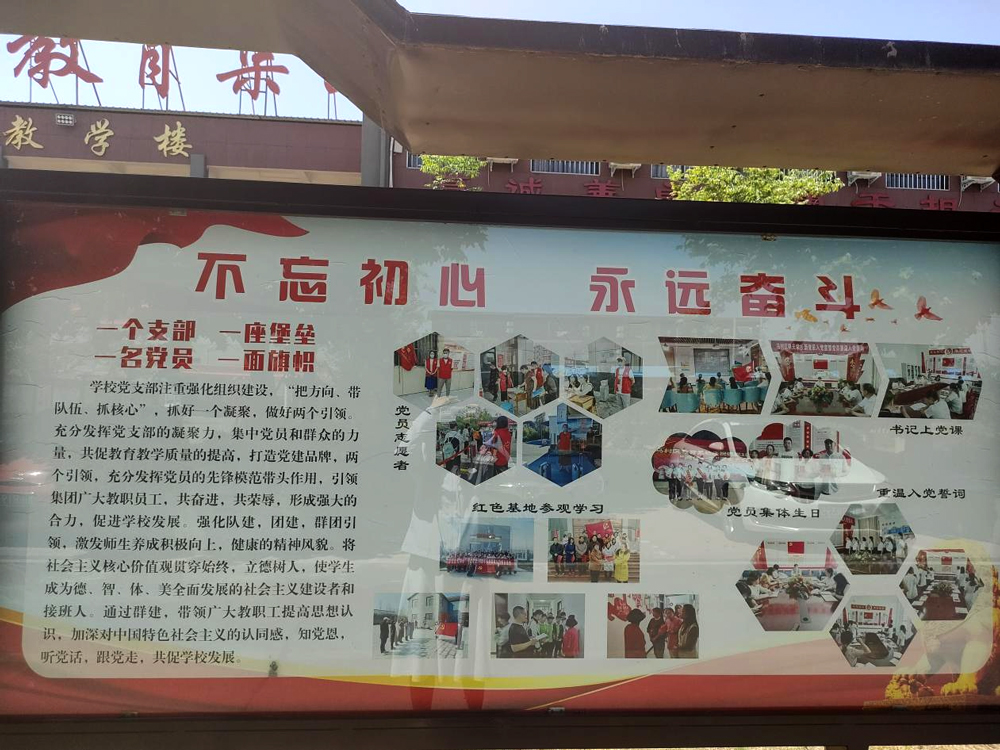 教育集
教学楼
诚 善
不忘初心 永远奋斗
一个支部 一座堡垒
一名党员 一面旗帜
学校党支部注重强化组织建设，“把方向、带
队伍、抓核心”，抓好一个凝聚，做好两个引领。
充分发挥党支部的凝聚力，集中党员和群众的力
量，共促教育教学质量的提高，打造党建品牌，两
个引领，充分发挥党员的先锋模范带头作用，引领
集团广大教职员工，共奋进，共荣辱，形成强大的
合力，促进学校发展。强化队建，团建，群团引
领，激发师生养成积极向上，健康的精神风貌。将
社会主义核心价值观贯穿始终，立德树人，使学生
成为德、智、体、美全面发展的社会主义建设者和
接班人。通过群建，带领广大教职工提高思想认
识，加深对中国特色社会主义的认同感，知党恩，
听党话，跟党走，共促学校发展。
党员志愿者
红色基地参观学习
书记上党课
重温入党誓词
党员集体生日